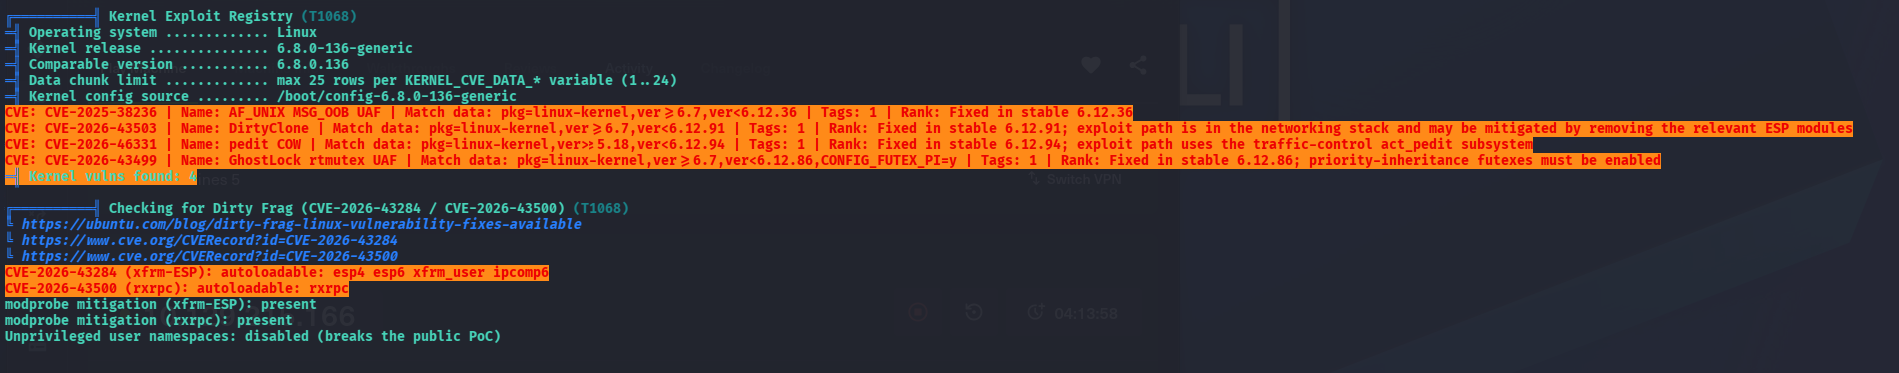 Kernel Exploit Registry (T1068)
Operating system ............. Linux
Kernel release ............... 6.8.0-136-generic
Comparable version ........... 6.8.0.136
Data chunk limit ............. max 25 rows per KERNEL_CVE_DATA_* variable (1..24)
Kernel config source ......... /boot/config-6.8.0-136-generic
CVE: CVE-2025-38236 | Name: AF_UNIX MSG_OOB UAF | Match data: pkg=linux-kernel,ver>=6.7,ver<6.12.36 | Tags: 1 | Rank: Fixed in stable 6.12.36
CVE: CVE-2026-43503 | Name: DirtyClone | Match data: pkg=linux-kernel,ver>=6.7,ver<6.12.91 | Tags: 1 | Rank: Fixed in stable 6.12.91; exploit path is in the networking stack and may be mitigated by removing the relevant ESP modules
CVE: CVE-2026-46331 | Name: pedit COW | Match data: pkg=linux-kernel,ver>=5.18,ver<6.12.94 | Tags: 1 | Rank: Fixed in stable 6.12.94; exploit path uses the traffic-control act_pedit subsystem
CVE: CVE-2026-43499 | Name: GhostLock rtmutex UAF | Match data: pkg=linux-kernel,ver>=6.7,ver<6.12.86,CONFIG_FUTEX_PI=y | Tags: 1 | Rank: Fixed in stable 6.12.86; priority-inheritance futexes must be enabled
Kernel vulns found: 4
Switch VPN
Checking for Dirty Frag (CVE-2026-43284 / CVE-2026-43500) (T1068)
https://ubuntu.com/blog/dirty-frag-linux-vulnerability-fixes-available
https://www.cve.org/CVERecord?id=CVE-2026-43284
https://www.cve.org/CVERecord?id=CVE-2026-43500
CVE-2026-43284 (xfrm-ESP): autoloadable: esp4 esp6 xfrm_user ipcomp6
CVE-2026-43500 (rxrpc): autoloadable: rxrpc
modprobe mitigation (xfrm-ESP): present
modprobe mitigation (rxrpc): present
04:13:58
Unprivileged user namespaces: disabled (breaks the public PoC)